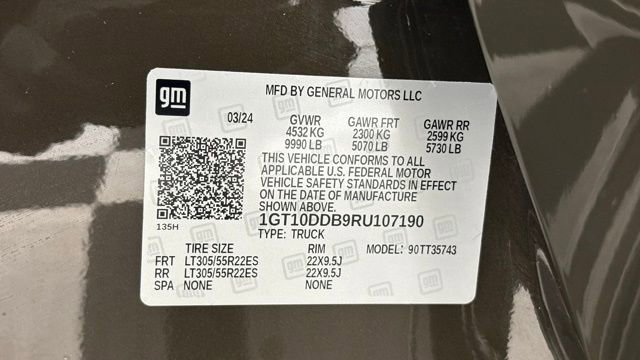 gm
MFD BY GENERAL MOTORS LLC
03/24 GVWR GAWR FRT GAWR RR
4532 KG 2300 KG 2599 KG
9990 LB 5070 LB 5730 LB
THIS VEHICLE CONFORMS TO ALL
APPLICABLE U.S. FEDERAL MOTOR
VEHICLE SAFETY STANDARDS IN EFFECT
ON THE DATE OF MANUFACTURE
SHOWN ABOVE.
135H
1GT10DDB9RU107190
TYPE: TRUCK
TIRE SIZE RIM MODEL: 90TT35743
FRT LT305/55R22ES 22X9.5J
RR LT305/55R22ES 22X9.5J
SPA NONE NONE